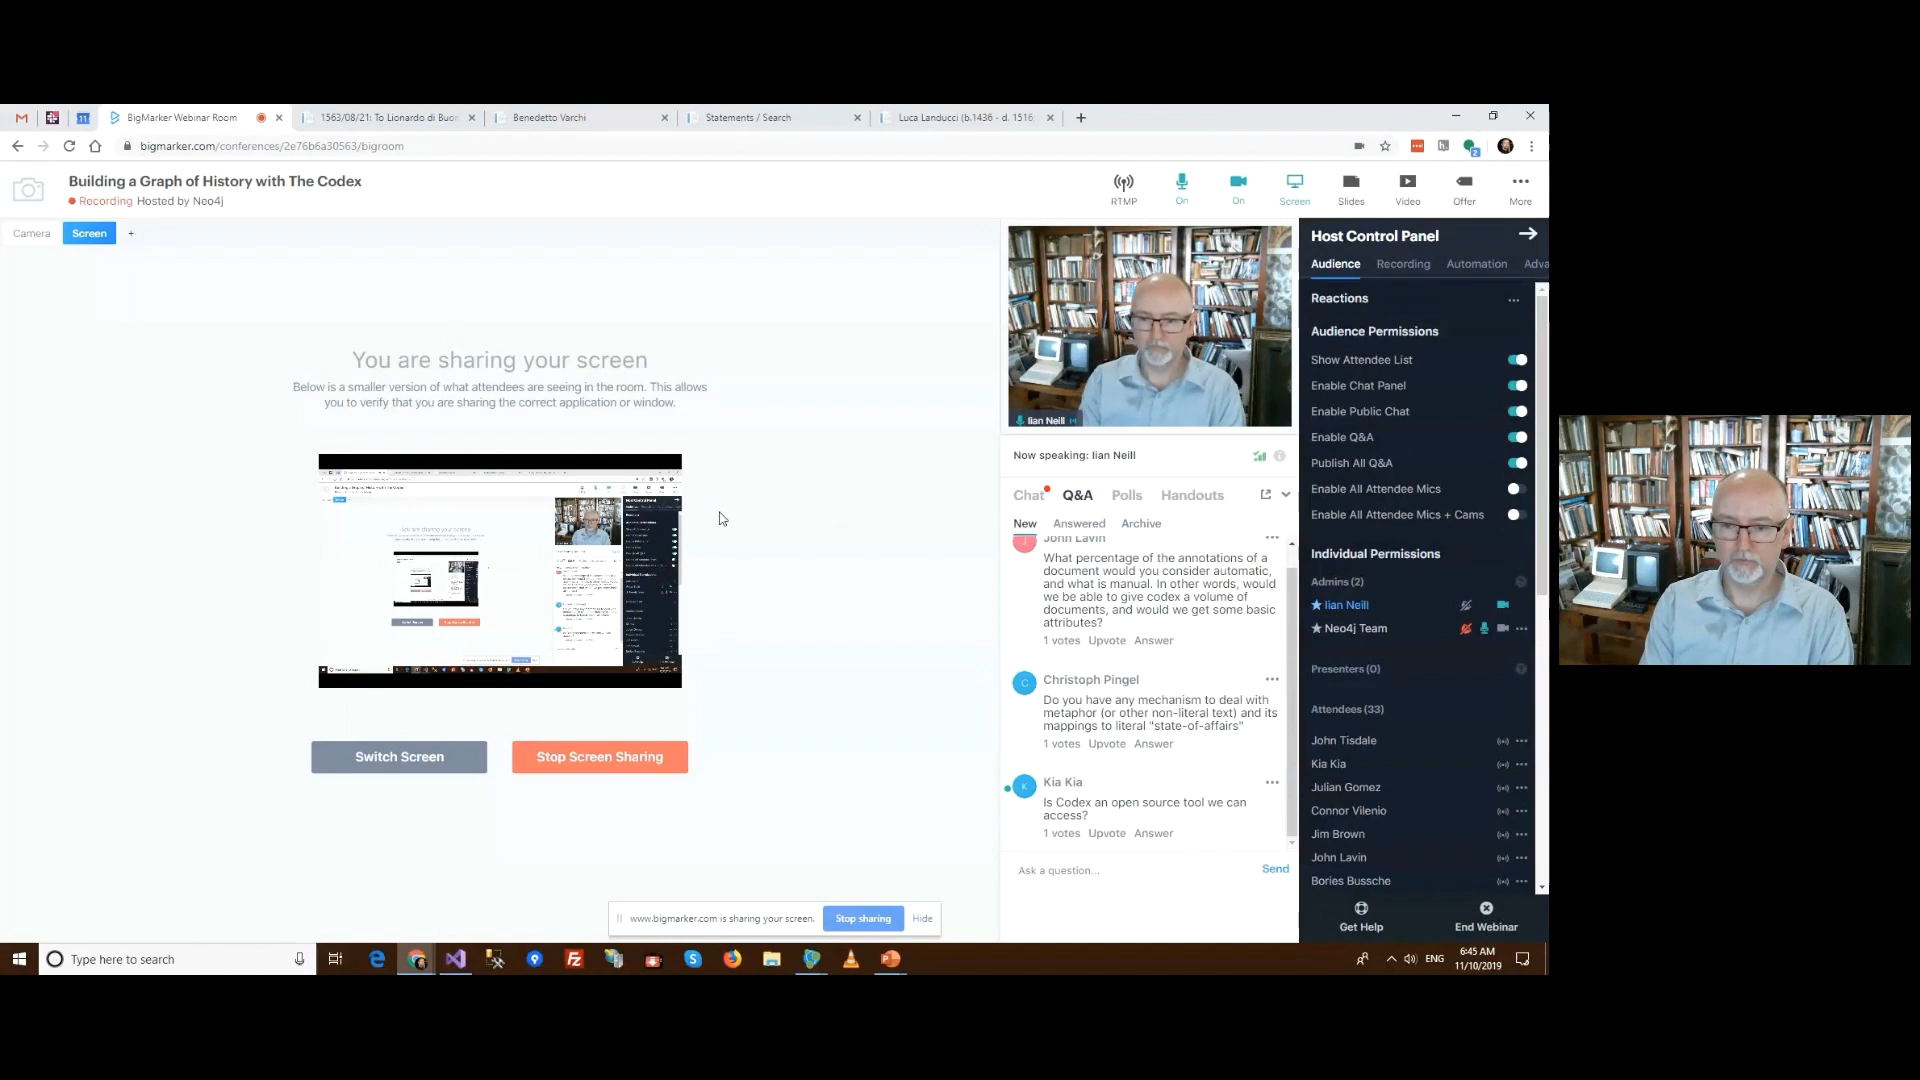 BigMarker Webinar Room
1563/08/21: To Lionardo di Buon
Benedetto Varchi
Statements / Search
Luca Landucci (b.1436 - d. 1516
bigmarker.com/conferences/2e76b6a30563/bigroom
Building a Graph of History with The Codex
Recording Hosted by Neo4j
RTMP
On
On
Screen
Slides
Video
Offer
More
Camera
Screen
+
You are sharing your screen
Below is a smaller version of what attendees are seeing in the room. This allows
you to verify that you are sharing the correct application or window.
Switch Screen
Stop Screen Sharing
www.bigmarker.com is sharing your screen.
Stop sharing
Hide
Iian Neill
Now speaking: Iian Neill
Chat
Q&A
Polls
Handouts
New
Answered
Archive
John Lavin
What percentage of the annotations of a
document would you consider automatic,
and what is manual. In other words, would
we be able to give codex a volume of
documents, and would we get some basic
attributes?
1 votes Upvote Answer
C
Christoph Pingel
Do you have any mechanism to deal with
metaphor (or other non-literal text) and its
mappings to literal "state-of-affairs"
1 votes Upvote Answer
K
Kia Kia
Is Codex an open source tool we can
access?
1 votes Upvote Answer
Ask a question...
Send
Host Control Panel
Audience
Recording
Automation
Adva
Reactions
Audience Permissions
Show Attendee List
Enable Chat Panel
Enable Public Chat
Enable Q&A
Publish All Q&A
Enable All Attendee Mics
Enable All Attendee Mics + Cams
Individual Permissions
Admins (2)
Iian Neill
Neo4j Team
Presenters (0)
Attendees (33)
John Tisdale
Kia Kia
Julian Gomez
Connor Vilenio
Jim Brown
John Lavin
Bories Bussche
Get Help
End Webinar
Type here to search
ENG
6:45 AM
11/10/2019